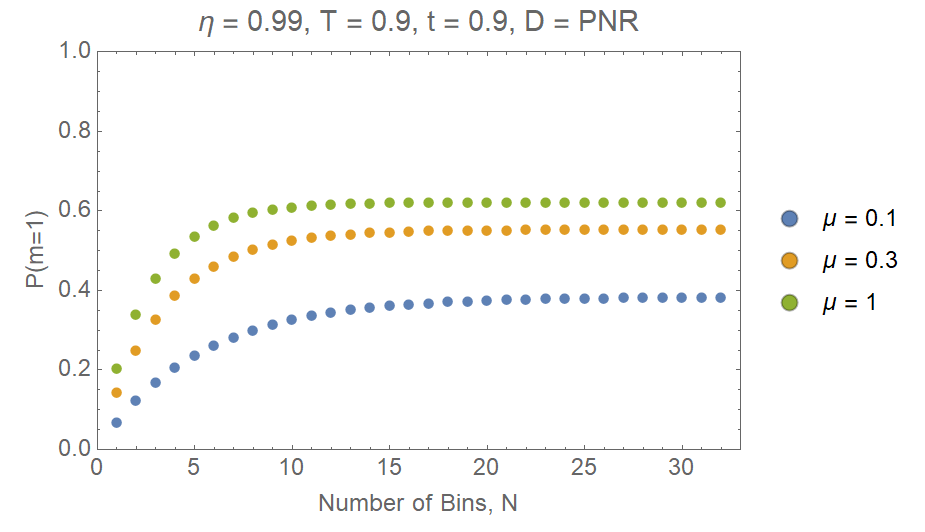 η = 0.99, T = 0.9, t = 0.9, D = PNR
1.0
0.8
0.6
0.4
0.2
0.0
P(m=1)
0 5 10 15 20 25 30
Number of Bins, N
μ = 0.1
μ = 0.3
μ = 1